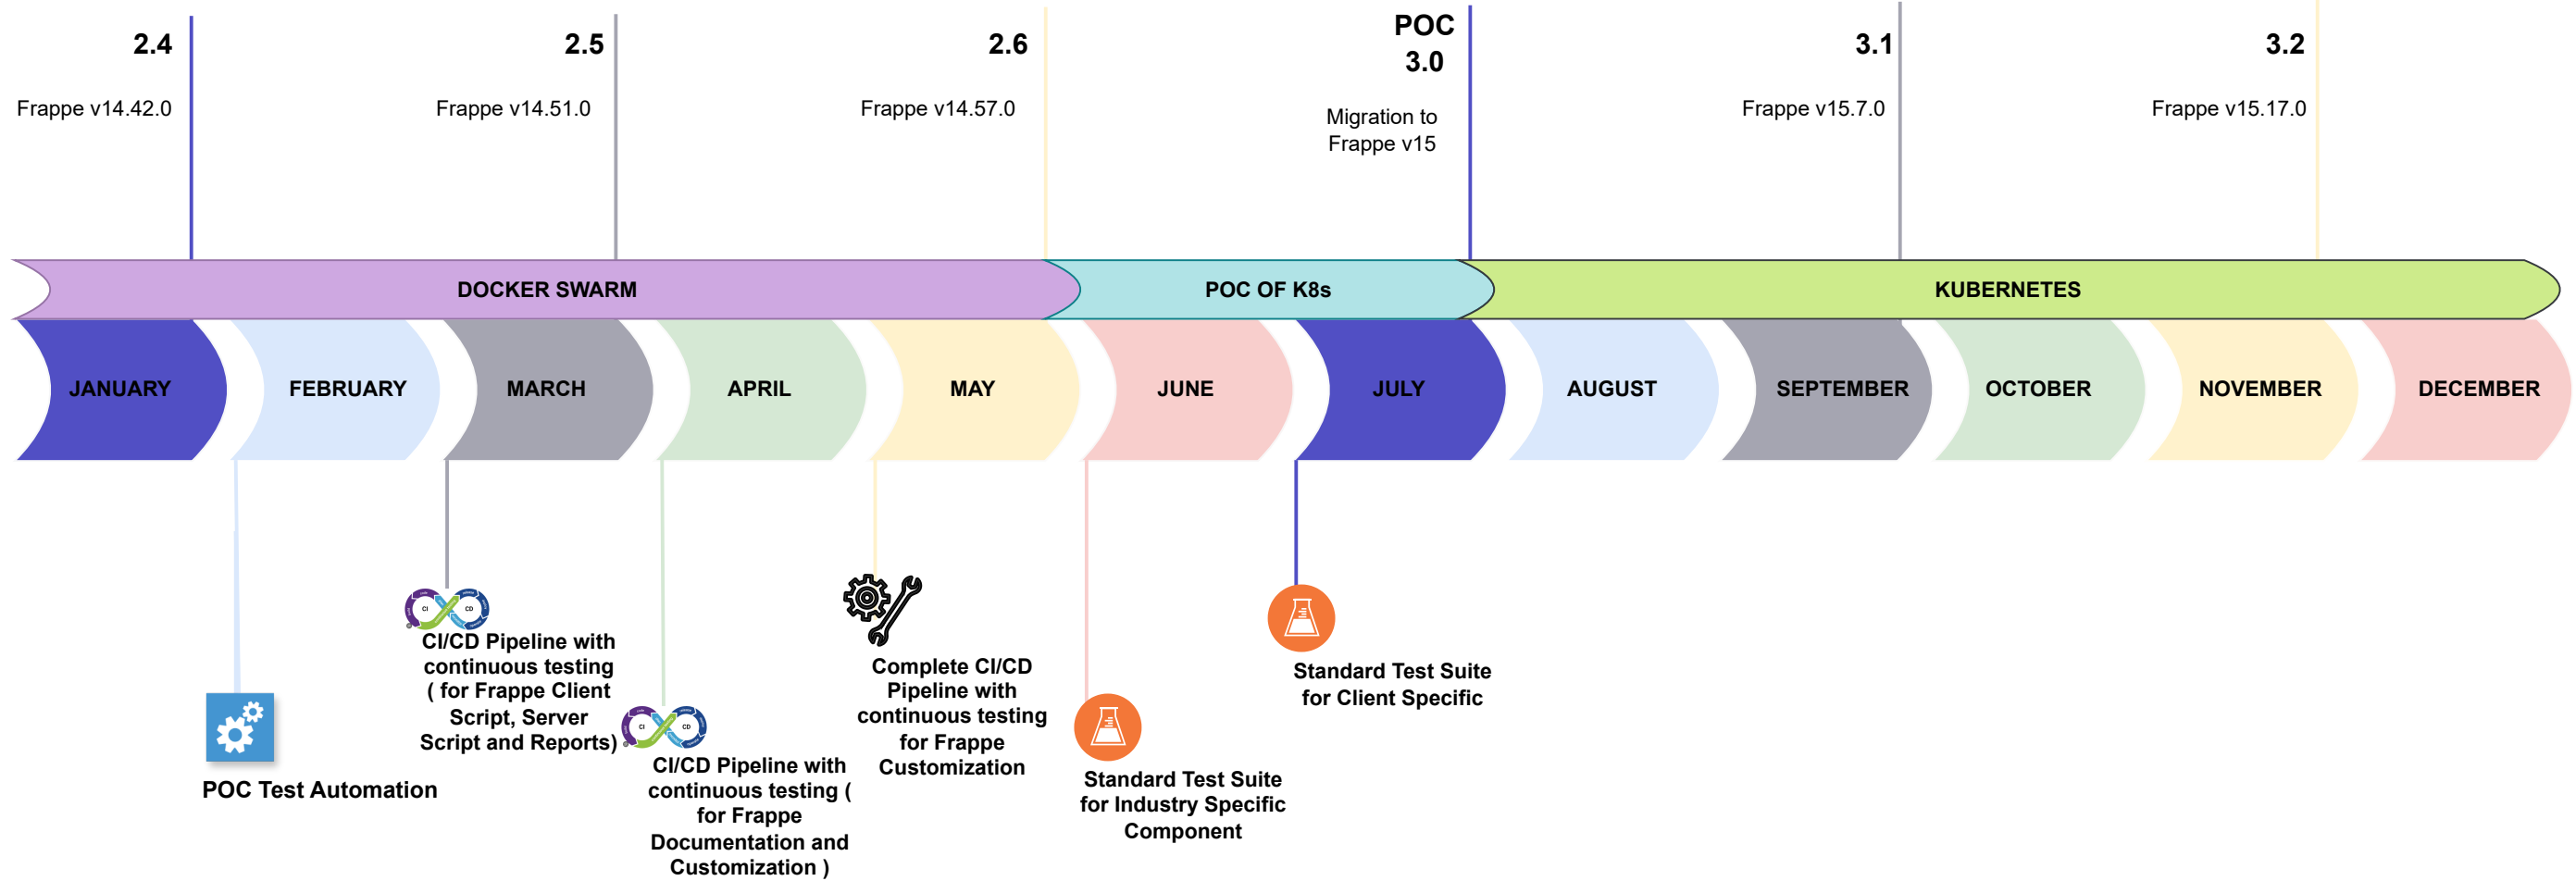 2.4
Frappe v14.42.0
2.5
Frappe v14.51.0
2.6
Frappe v14.57.0
POC
3.0
Migration to
Frappe v15
3.1
Frappe v15.7.0
3.2
Frappe v15.17.0
DOCKER SWARM
POC OF K8s
KUBERNETES
JANUARY
FEBRUARY
MARCH
APRIL
MAY
JUNE
JULY
AUGUST
SEPTEMBER
OCTOBER
NOVEMBER
DECEMBER
POC Test Automation
CI
CD
CI/CD Pipeline with
continuous testing
( for Frappe Client
Script, Server
Script and Reports)
CI
CD
CI/CD Pipeline with
continuous testing (
for Frappe
Documentation and
Customization )
Complete CI/CD
Pipeline with
continuous testing
for Frappe
Customization
Standard Test Suite
for Industry Specific
Component
Standard Test Suite
for Client Specific